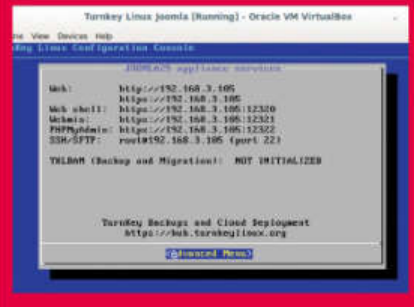 Turnkey Linux Joomla [Running] - Oracle VM VirtualBox
ne View Devices Help
Key Linux Configuration Console
JOOMLA25 appliance services
Web: http://192.168.3.105
https://192.168.3.105
Web shell: https://192.168.3.105:12320
Webmin: https://192.168.3.105:12321
PHPMyAdmin: https://192.168.3.105:12322
SSH/SFTP: root@192.168.3.105 (port 22)
TKLBAM (Backup and Migration): NOT INITIALIZED
TurnKey Backups and Cloud Deployment
https://hub.turnkeylinux.org
<Advanced Menu>